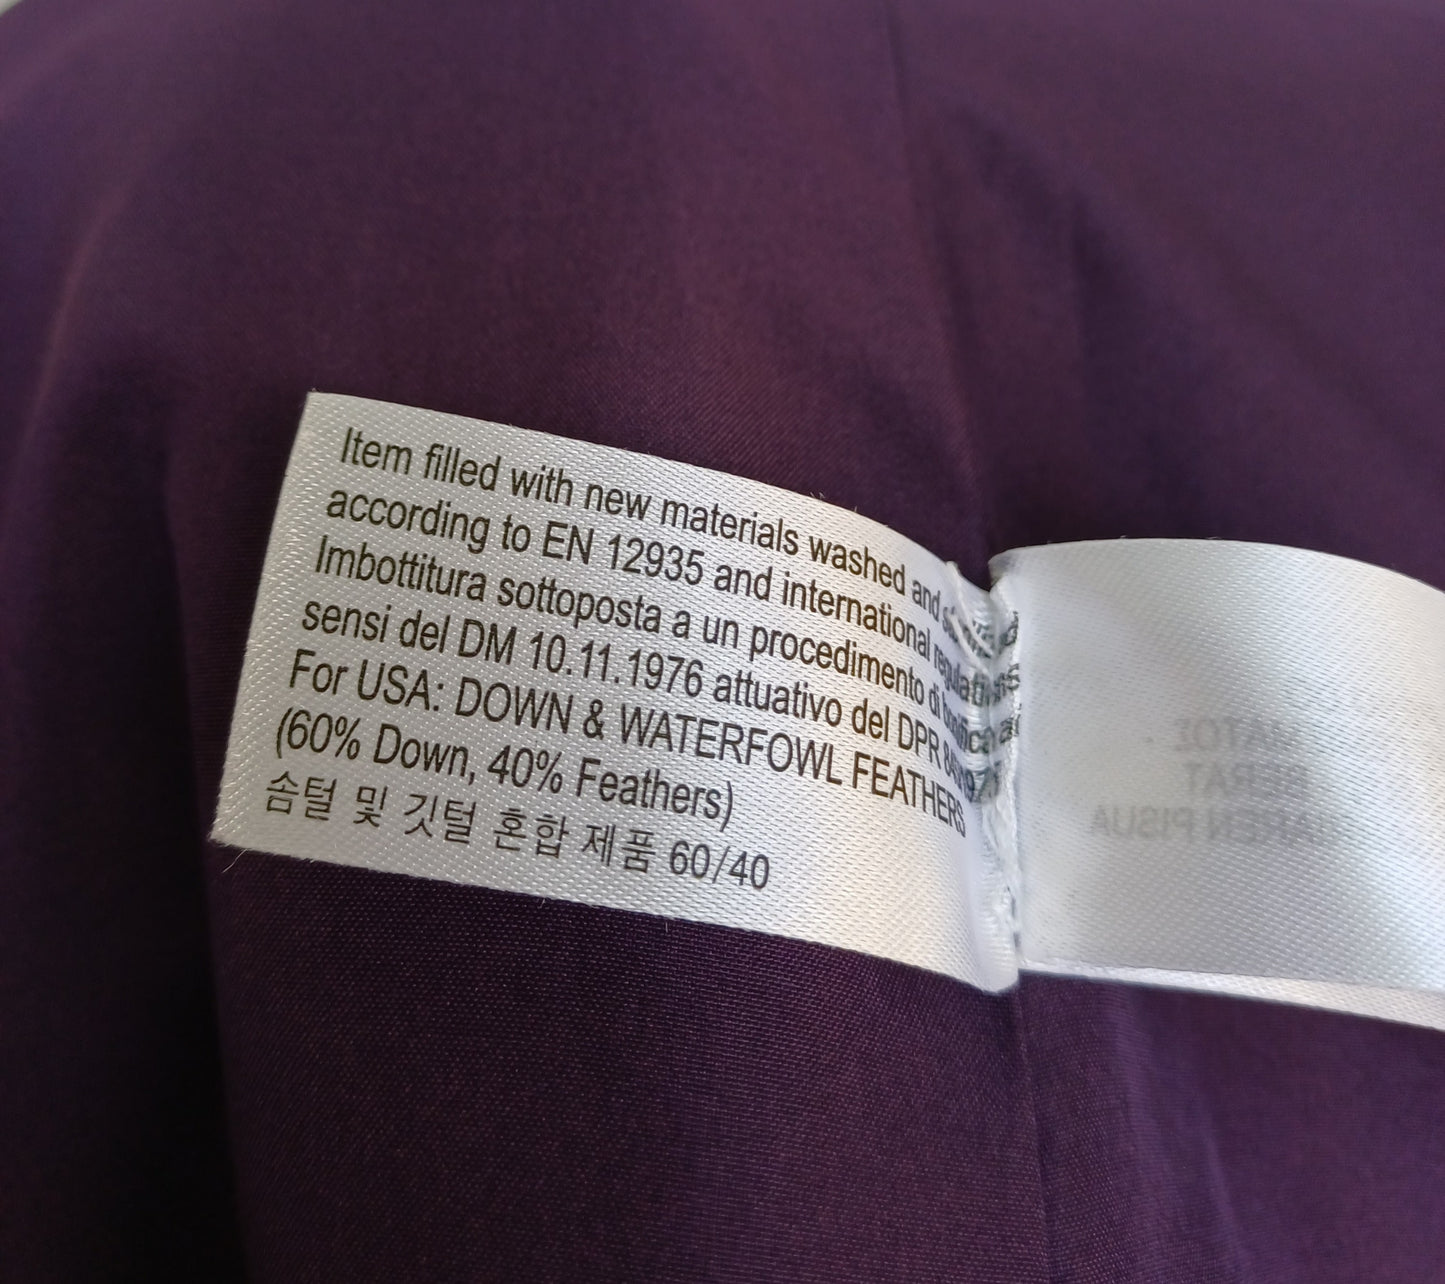 Item filled with new materials washed and
according to EN 12935 and international regulations
Imbottitura sottoposta a un procedimento di
sensi del DM 10.11.1976 attuativo del DPR
For USA: DOWN & WATERFOWL FEATHERS
(60% Down, 40% Feathers)
솜털 및 깃털 혼합 제품 60/40